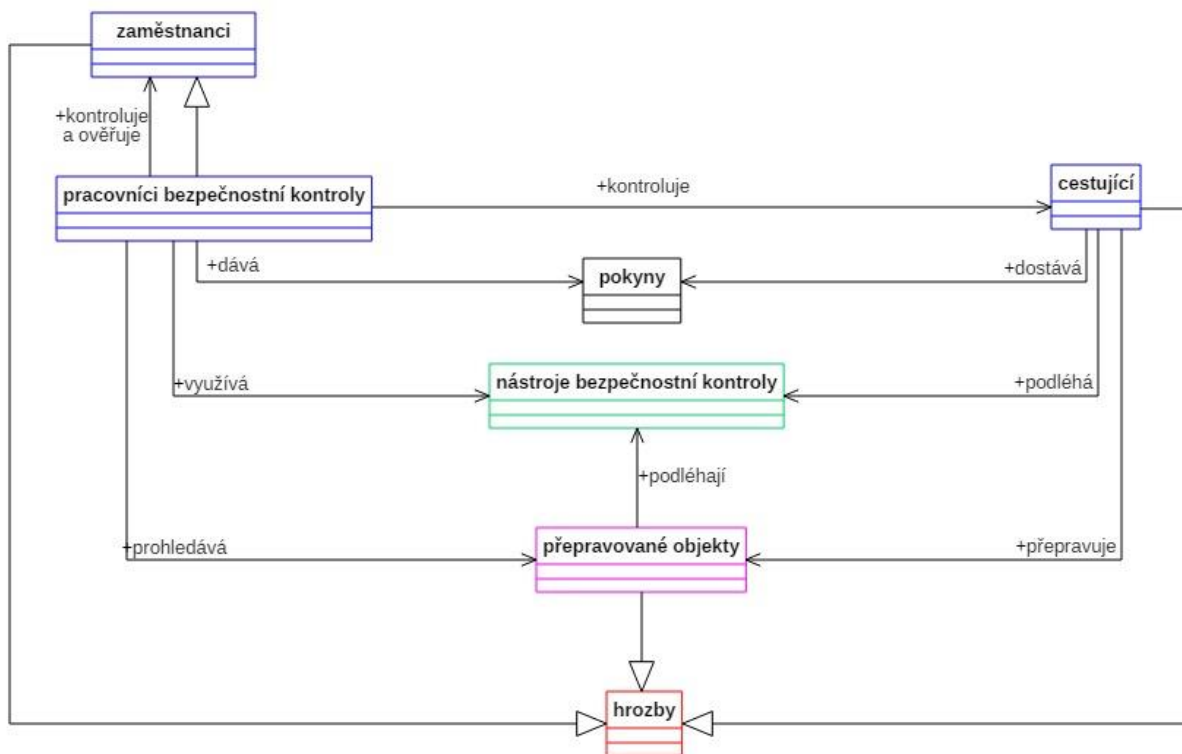 zaměstnanci
+kontroluje
a ověřuje
pracovníci bezpečnostní kontroly
+kontroluje
cestující
+dává
pokyny
+dostává
nástroje bezpečnostní kontroly
+využívá
+podléhá
+podléhají
přepravované objekty
+prohledává
+přepravuje
hrozby